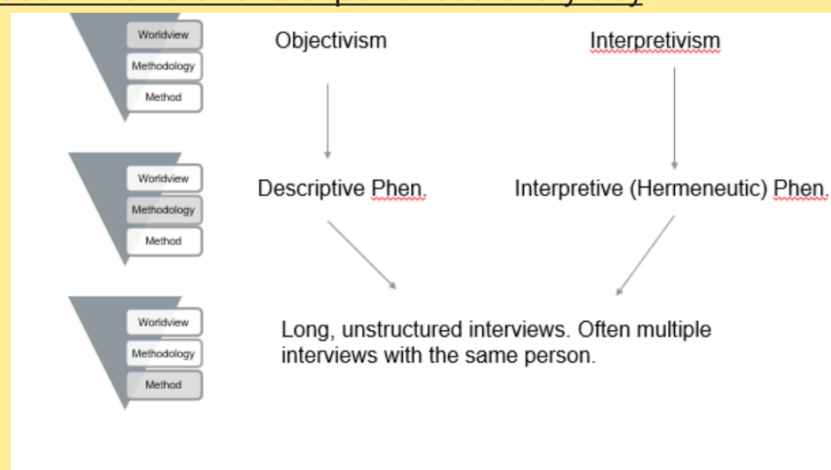 Worldview
Methodology
Method
Objectivism
Interpretivism
Worldview
Methodology
Method
Descriptive Phen.
Interpretive (Hermeneutic) Phen.
Worldview
Methodology
Method
Long, unstructured interviews. Often multiple
interviews with the same person.